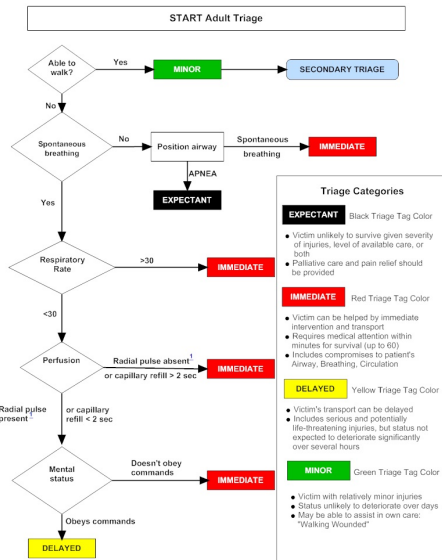 START Adult Triage
Able to
walk?
Yes
MINOR
SECONDARY TRIAGE
No
Spontaneous
breathing
No
Position airway
Spontaneous
breathing
IMMEDIATE
APNEA
EXPECTANT
Yes
Respiratory
Rate
>30
IMMEDIATE
<30
Perfusion
Radial pulse absent1
or capillary refill > 2 sec
IMMEDIATE
Radial pulse
present1
or capillary
refill < 2 sec
Mental
status
Doesn't obey
commands
IMMEDIATE
Obeys commands
DELAYED
Triage Categories
EXPECTANT Black Triage Tag Color
● Victim unlikely to survive given severity
of injuries, level of available care, or
both
● Palliative care and pain relief should
be provided
IMMEDIATE Red Triage Tag Color
● Victim can be helped by immediate
intervention and transport
● Requires medical attention within
minutes for survival (up to 60)
● Includes compromises to patient's
Airway, Breathing, Circulation
DELAYED Yellow Triage Tag Color
● Victim's transport can be delayed
● Includes serious and potentially
life-threatening injuries, but status not
expected to deteriorate significantly
over several hours
MINOR Green Triage Tag Color
● Victim with relatively minor injuries
● Status unlikely to deteriorate over days
● May be able to assist in own care:
"Walking Wounded"